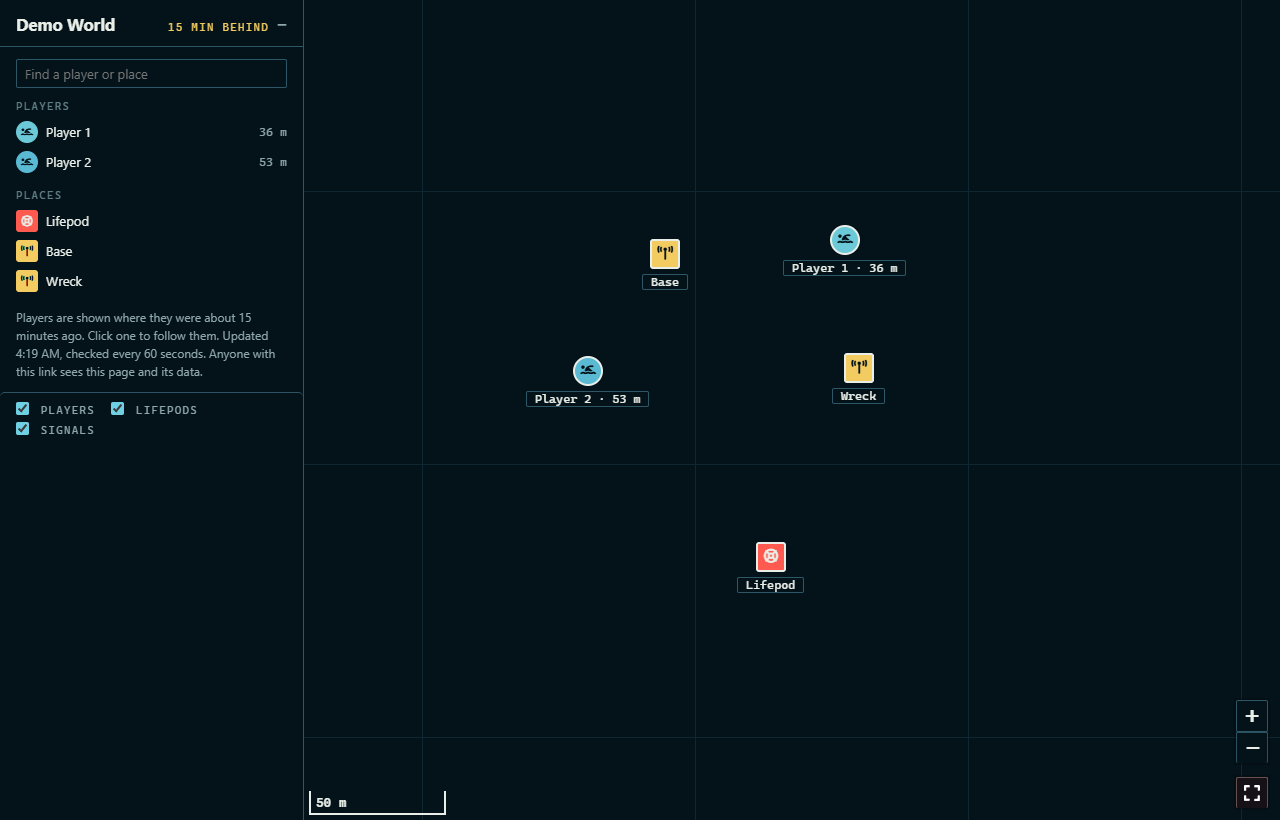 Demo World
15 MIN BEHIND
Find a player or place
PLAYERS
Player 1 36 m
Player 2 53 m
PLACES
Lifepod
Base
Wreck
Players are shown where they were about 15
minutes ago. Click one to follow them. Updated
4:19 AM, checked every 60 seconds. Anyone with
this link sees this page and its data.
PLAYERS LIFEPODS
SIGNALS
Player 1 · 36 m
Base
Player 2 · 53 m
Wreck
Lifepod
50 m